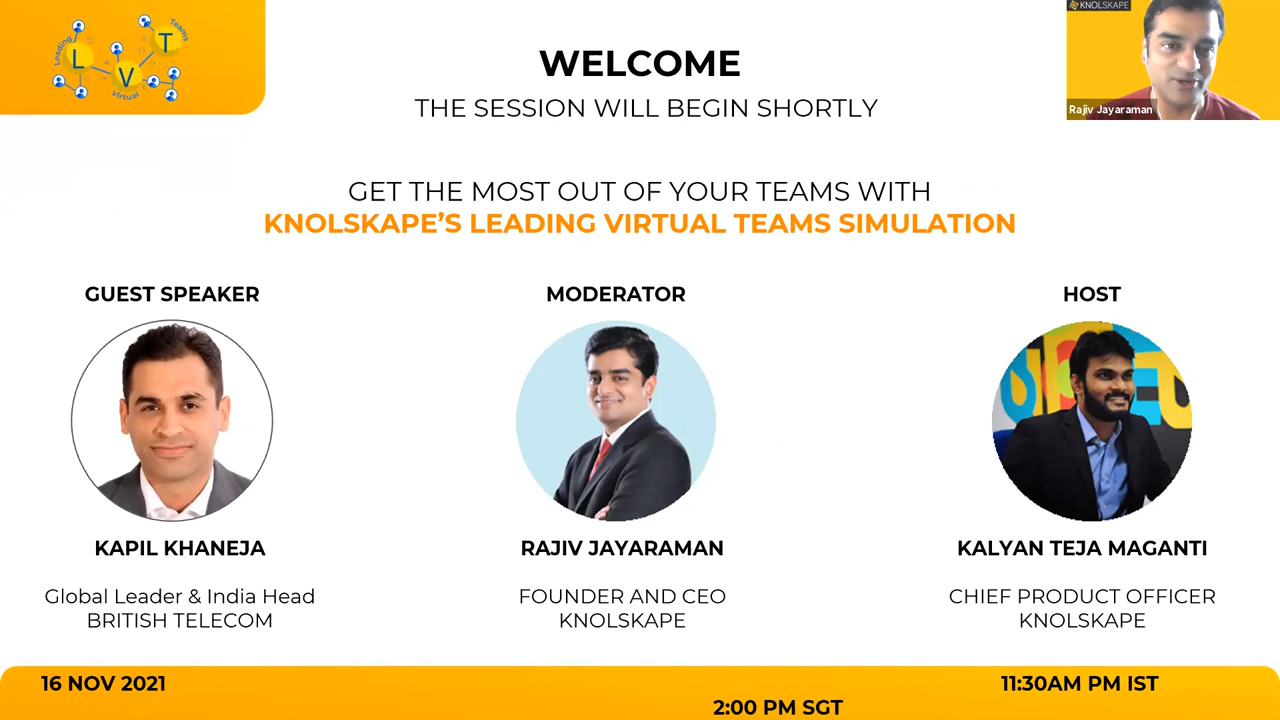 Leading
Teams
L
T
V
Virtual
KNOLSKAPE
Rajiv Jayaraman
WELCOME
THE SESSION WILL BEGIN SHORTLY
GET THE MOST OUT OF YOUR TEAMS WITH
KNOLSKAPE’S LEADING VIRTUAL TEAMS SIMULATION
GUEST SPEAKER
MODERATOR
HOST
KAPIL KHANEJA
RAJIV JAYARAMAN
KALYAN TEJA MAGANTI
Global Leader & India Head
BRITISH TELECOM
FOUNDER AND CEO
KNOLSKAPE
CHIEF PRODUCT OFFICER
KNOLSKAPE
16 NOV 2021
11:30AM PM IST
2:00 PM SGT